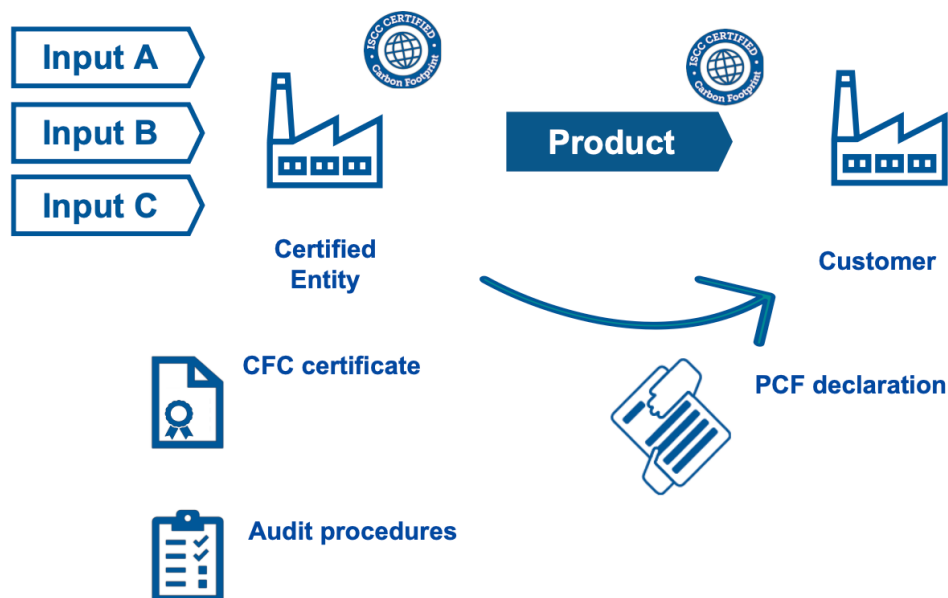 Input A
ISCC CERTIFIED
Carbon Footprint
ISCC CERTIFIED
Carbon Footprint
Input B
Product
Input C
Certified
Entity
Customer
CFC certificate
PCF declaration
Audit procedures